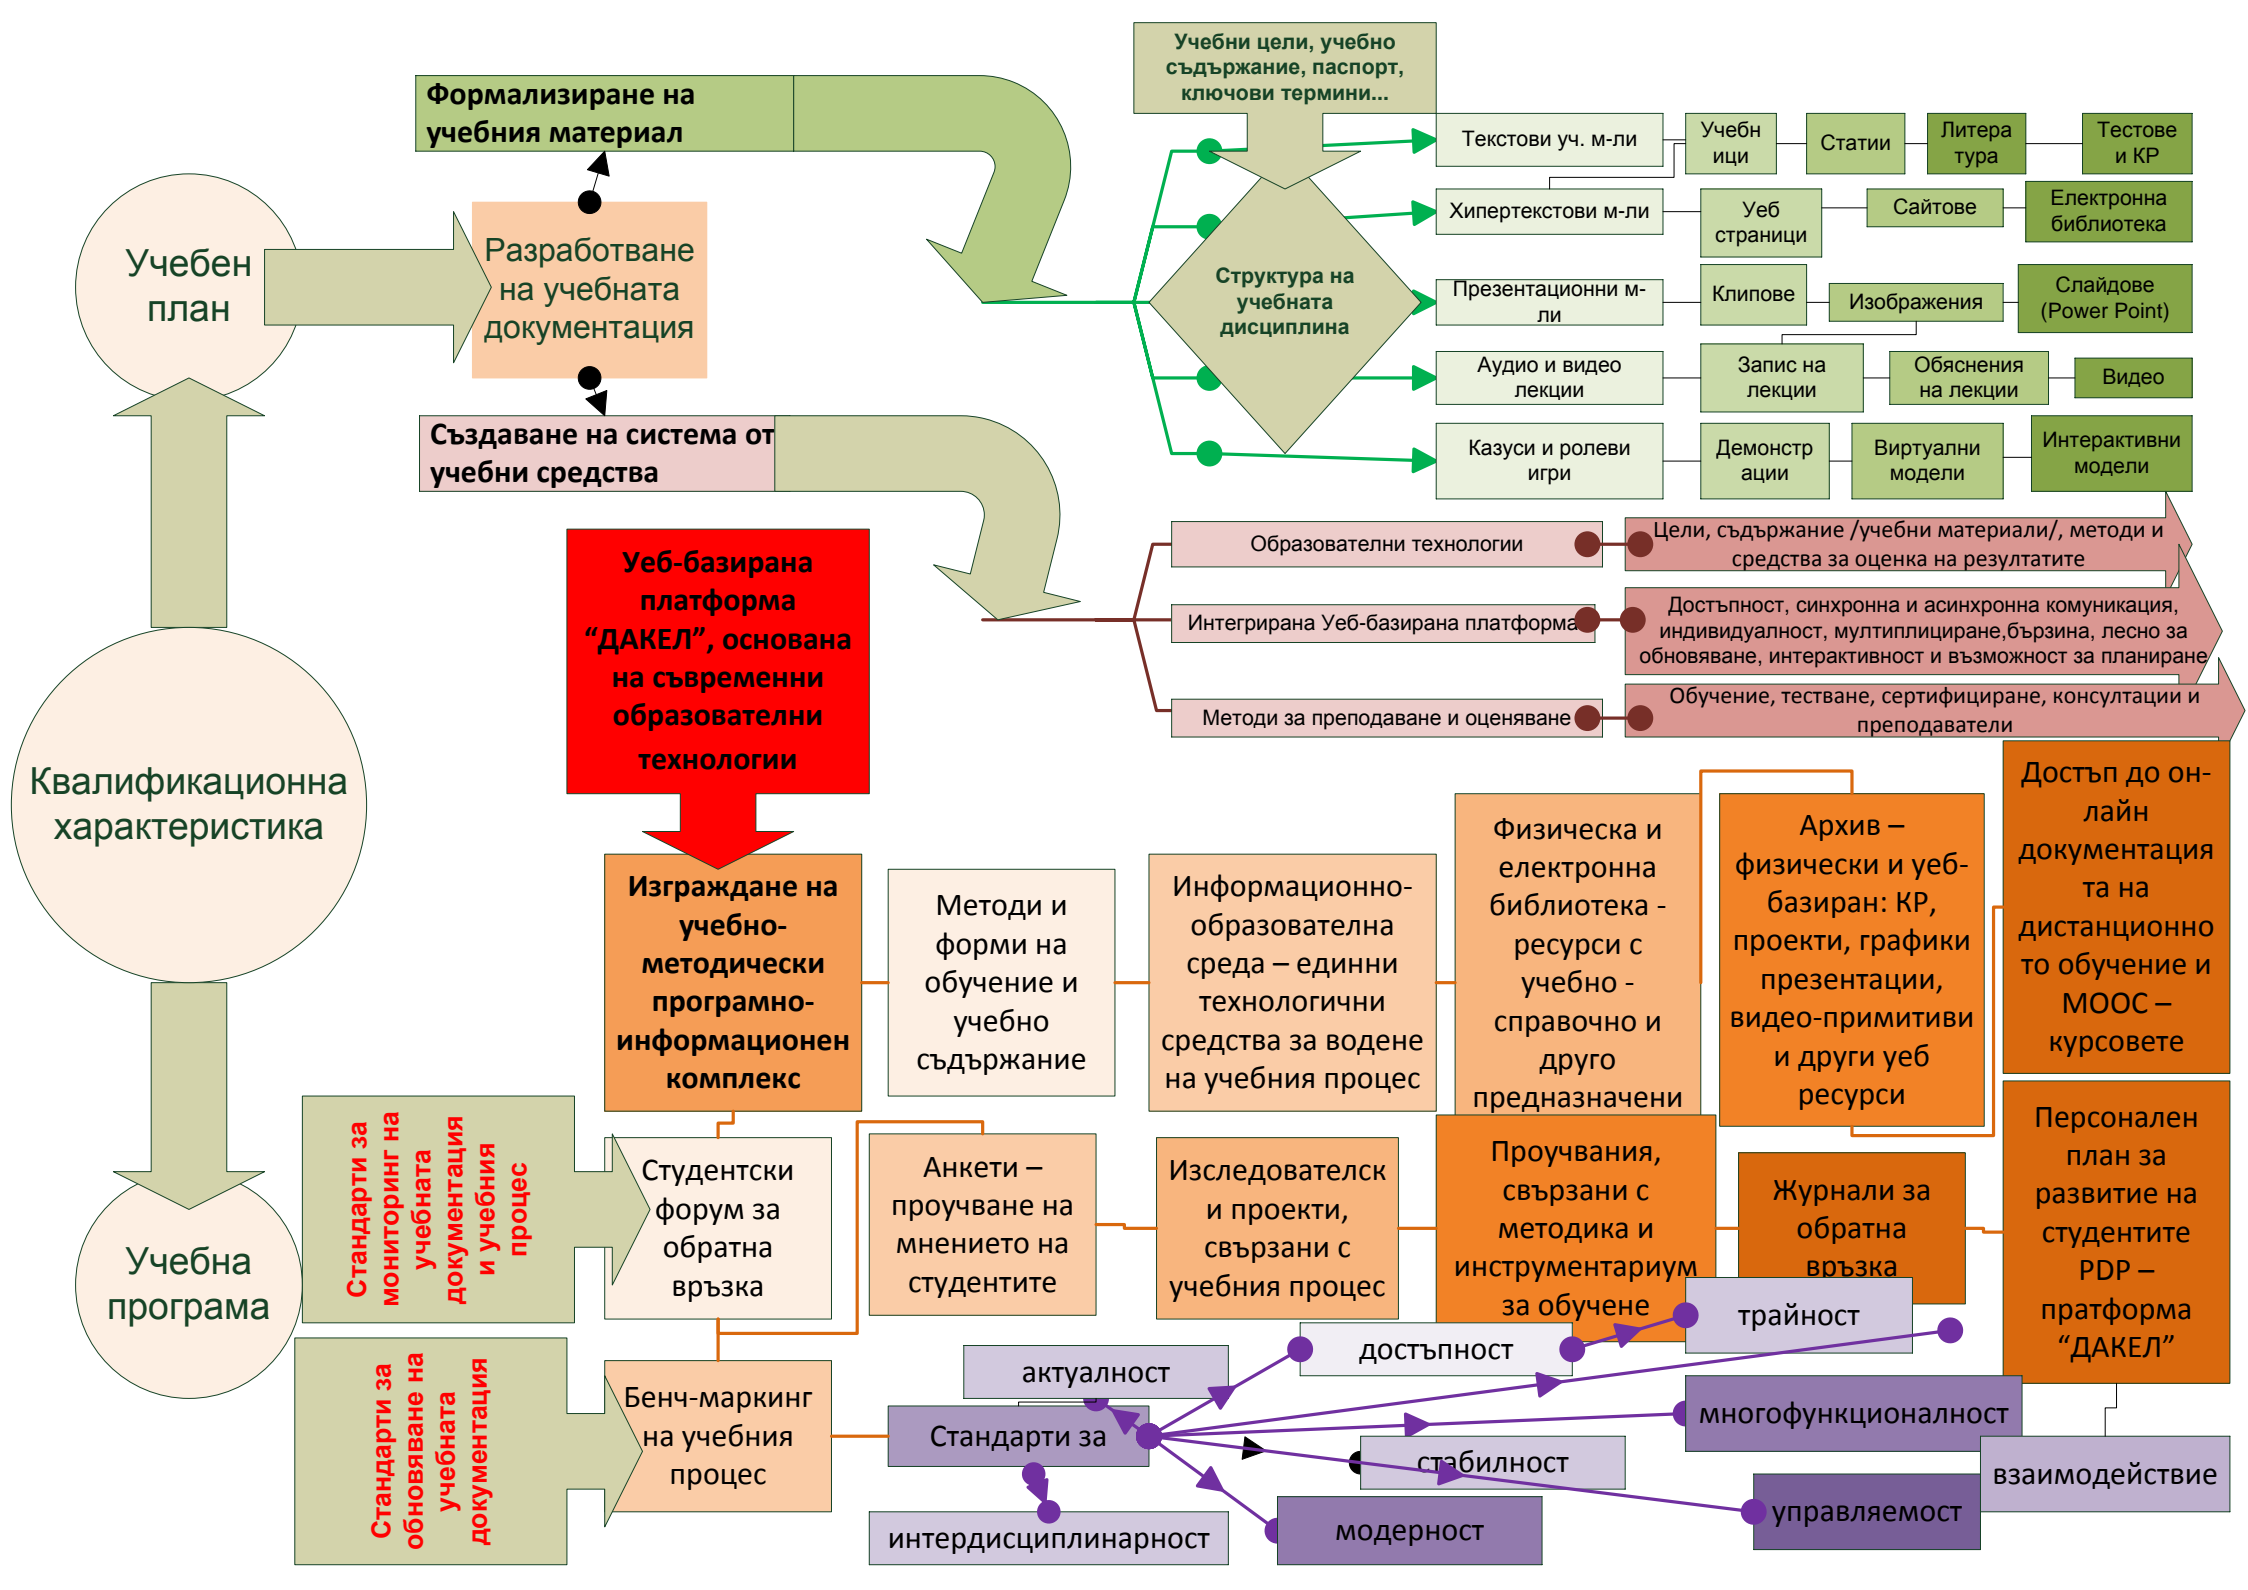 Учебни цели, учебно
съдържание, паспорт,
ключови термини...
Формализиране на
учебния материал
Текстови уч. м-ли
Учебн
ици
Статии
Литера
тура
Тестове
и КР
Хипертекстови м-ли
Уеб
страници
Сайтове
Електронна
библиотека
Учебен
план
Разработване
на учебната
документация
Структура на
учебната
дисциплина
Презентационни м-
ли
Клипове
Изображения
Слайдове
(Power Point)
Аудио и видео
лекции
Запис на
лекции
Обяснения
на лекции
Видео
Създаване на система от
учебни средства
Казуси и ролеви
игри
Демонстр
ации
Виртуални
модели
Интерактивни
модели
Образователни технологии
Цели, съдържание /учебни материали/, методи и
средства за оценка на резултатите
Интегрирана Уеб-базирана платформа
Достъпност, синхронна и асинхронна комуникация,
индивидуалност, мултиплициране,бързина, лесно за
обновяване, интерактивност и възможност за планиране
Методи за преподаване и оценяване
Обучение, тестване, сертифициране, консултации и
преподаватели
Уеб-базирана
платформа
“ДАКЕЛ”, основана
на съвременни
образователни
технологии
Квалификационна
характеристика
Изграждане на
учебно-
методически
програмно-
информационен
комплекс
Методи и
форми на
обучение и
учебно
съдържание
Информационно-
образователна
среда – единни
технологични
средства за водене
на учебния процес
Физическа и
електронна
библиотека -
ресурси с
учебно -
справочно и
друго
предназначени
Архив –
физически и уеб-
базиран: КР,
проекти, графики
презентации,
видео-примитиви
и други уеб
ресурси
Достъп до он-
лайн
документация
та на
дистанционно
то обучение и
МООС –
курсовете
Учебна
програма
Стандарти за
мониторинг на
учебната
документация
и учебния
процес
Студентски
форум за
обратна
връзка
Анкети –
проучване на
мнението на
студентите
Изследователск
и проекти,
свързани с
учебния процес
Проучвания,
свързани с
методика и
инструментариум
за обучене
Журнали за
обратна
връзка
Персонален
план за
развитие на
студентите
PDP –
пратформа
“ДАКЕЛ”
Стандарти за
обновяване на
учебната
документация
Бенч-маркинг
на учебния
процес
Стандарти за
актуалност
достъпност
трайност
многофункционалност
стабилност
взаимодействие
управляемост
модерност
интердисциплинарност